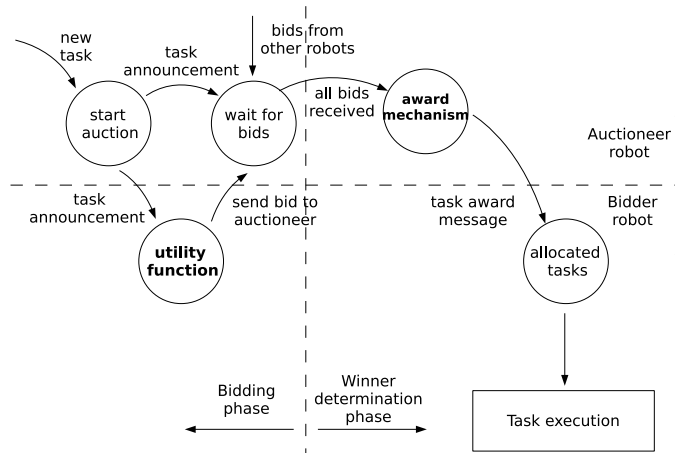 new
task
task
announcement
bids from
other robots
start
auction
wait for
bids
all bids
received
award
mechanism
Auctioneer
robot
task
announcement
send bid to
auctioneer
task award
message
Bidder
robot
utility
function
allocated
tasks
Bidding
phase
Winner
determination
phase
Task execution